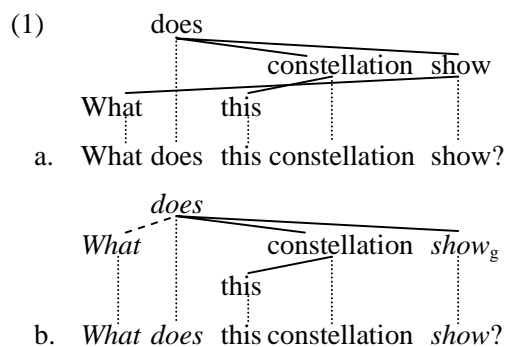 (1) does
constellation show
What this
a. What does this constellation show?
does
What constellation showg
this
b. What does this constellation show?